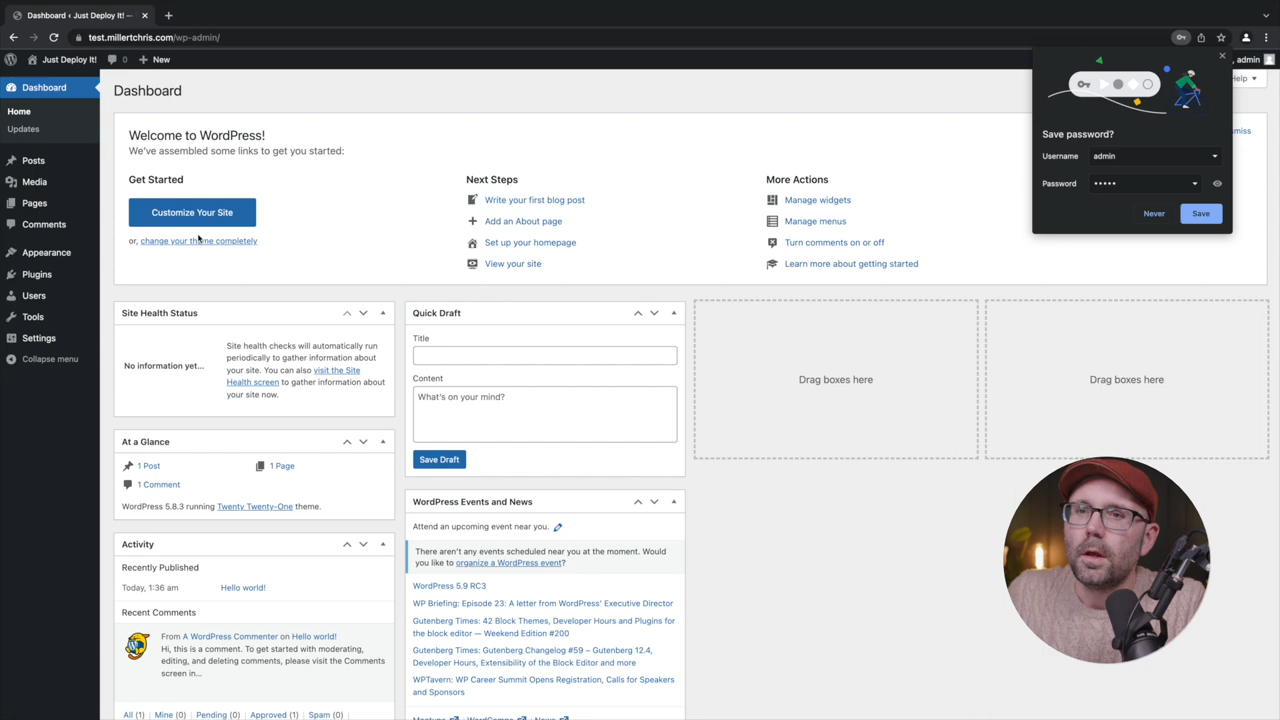 Dashboard ‹ Just Deploy It! —
test.millertchris.com/wp-admin/
Just Deploy It!
0
New
admin
Dashboard
Home
Updates
Posts
Media
Pages
Comments
Appearance
Plugins
Users
Tools
Settings
Collapse menu
Dashboard
Help
Welcome to WordPress!
We've assembled some links to get you started:
Get Started
Customize Your Site
or, change your theme completely
Next Steps
Write your first blog post
Add an About page
Set up your homepage
View your site
More Actions
Manage widgets
Manage menus
Turn comments on or off
Learn more about getting started
Save password?
Username
admin
Password
•••••
Never
Save
Site Health Status
No information yet...
Site health checks will automatically run
periodically to gather information about
your site. You can also visit the Site
Health screen to gather information about
your site now.
At a Glance
1 Post
1 Page
1 Comment
WordPress 5.8.3 running Twenty Twenty-One theme.
Activity
Recently Published
Today, 1:36 am
Hello world!
Recent Comments
From A WordPress Commenter on Hello world!
Hi, this is a comment. To get started with moderating,
editing, and deleting comments, please visit the Comments
screen in...
All (1)
Mine (0)
Pending (0)
Approved (1)
Spam (0)
Quick Draft
Title
Content
What's on your mind?
Save Draft
WordPress Events and News
Attend an upcoming event near you.
There aren't any events scheduled near you at the moment. Would
you like to organize a WordPress event?
WordPress 5.9 RC3
WP Briefing: Episode 23: A letter from WordPress' Executive Director
Gutenberg Times: 42 Block Themes, Developer Hours and Plugins for
the block editor — Weekend Edition #200
Gutenberg Times: Gutenberg Changelog #59 – Gutenberg 12.4,
Developer Hours, Extensibility of the Block Editor and more
WPTavern: WP Career Summit Opens Registration, Calls for Speakers
and Sponsors
Drag boxes here
Drag boxes here